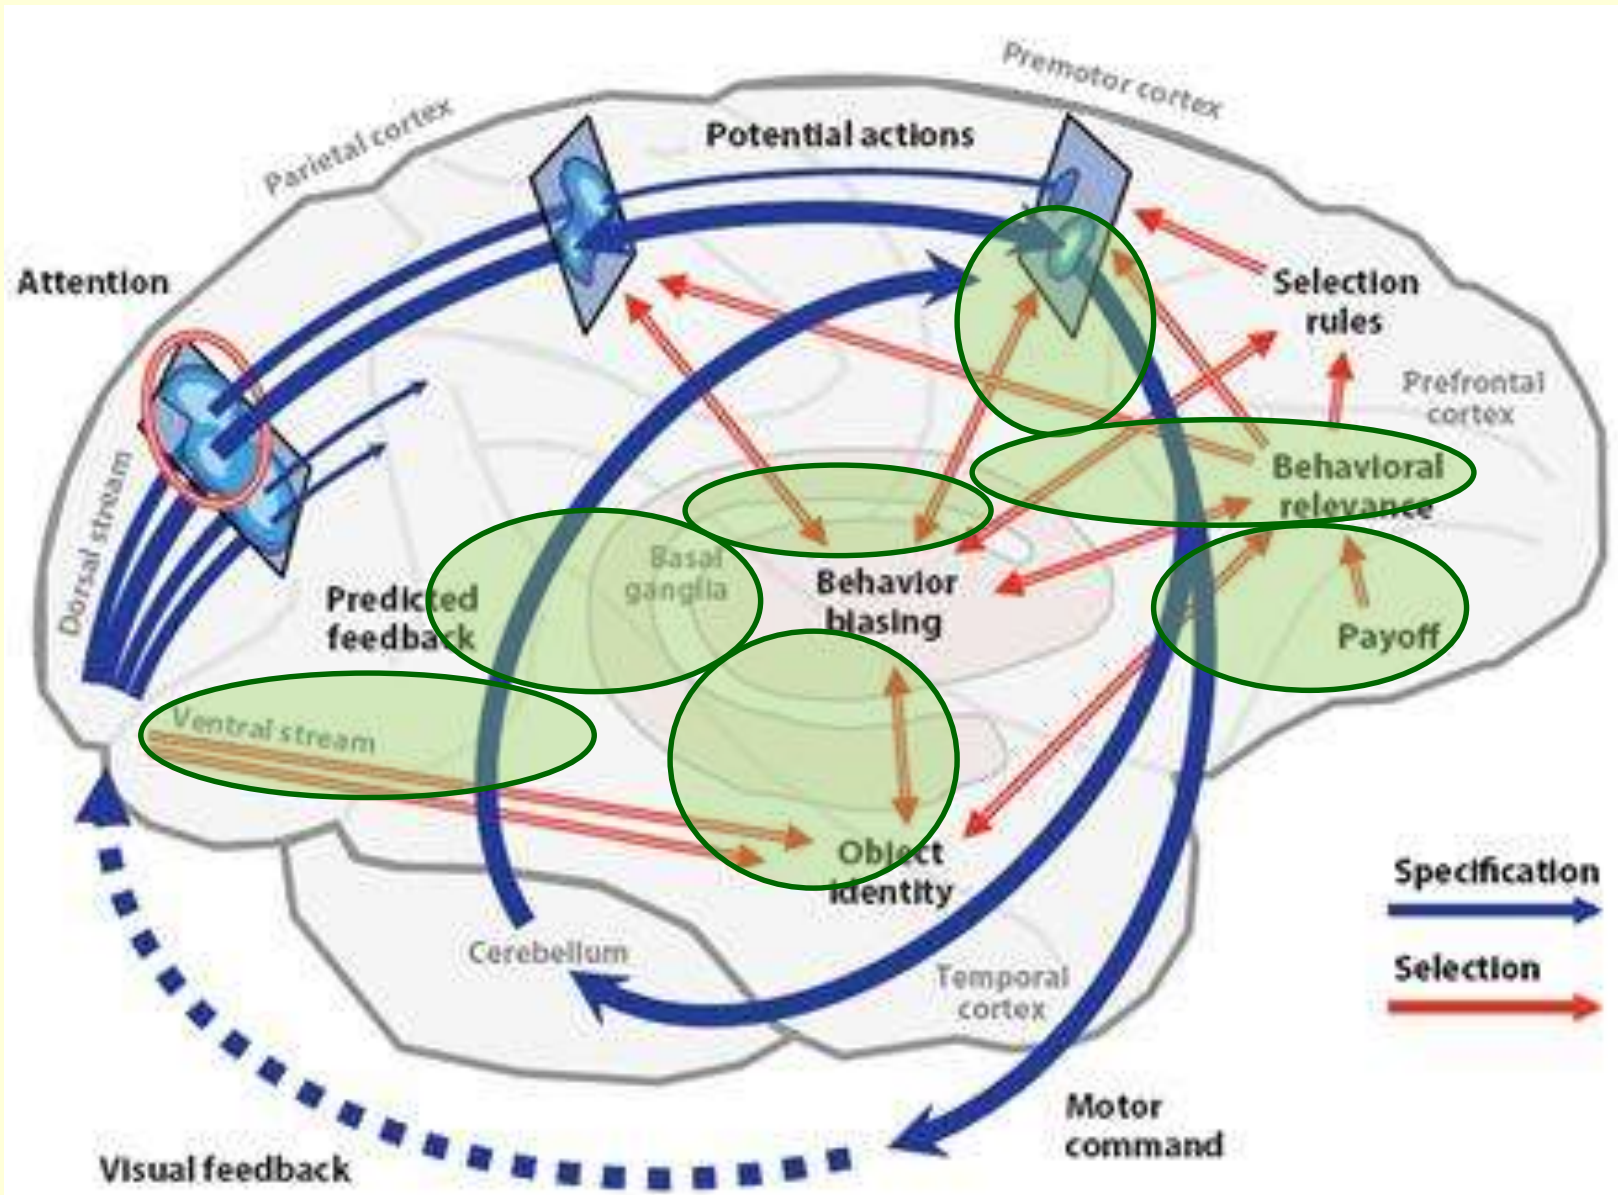 Premotor cortex
Parietal cortex
Potential actions
Attention
Selection
rules
Prefrontal
cortex
Dorsal stream
Behavioral
relevance
Basal
ganglia
Behavior
biasing
Predicted
feedback
Payoff
Ventral stream
Object
identity
Specification
Cerebellum
Temporal
cortex
Selection
Motor
command
Visual feedback